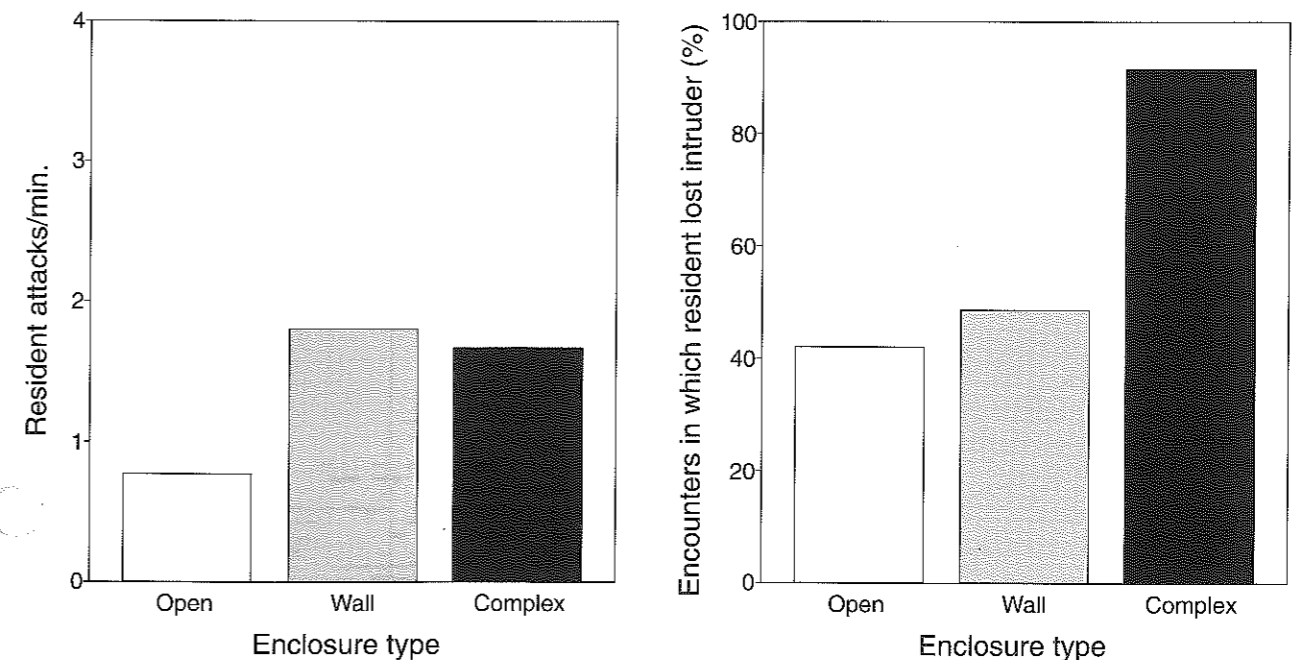 Resident attacks/min.
4
3
2
1
0
Open Wall Complex
Enclosure type
Encounters in which resident lost intruder (%)
100
80
60
40
20
0
Open Wall Complex
Enclosure type